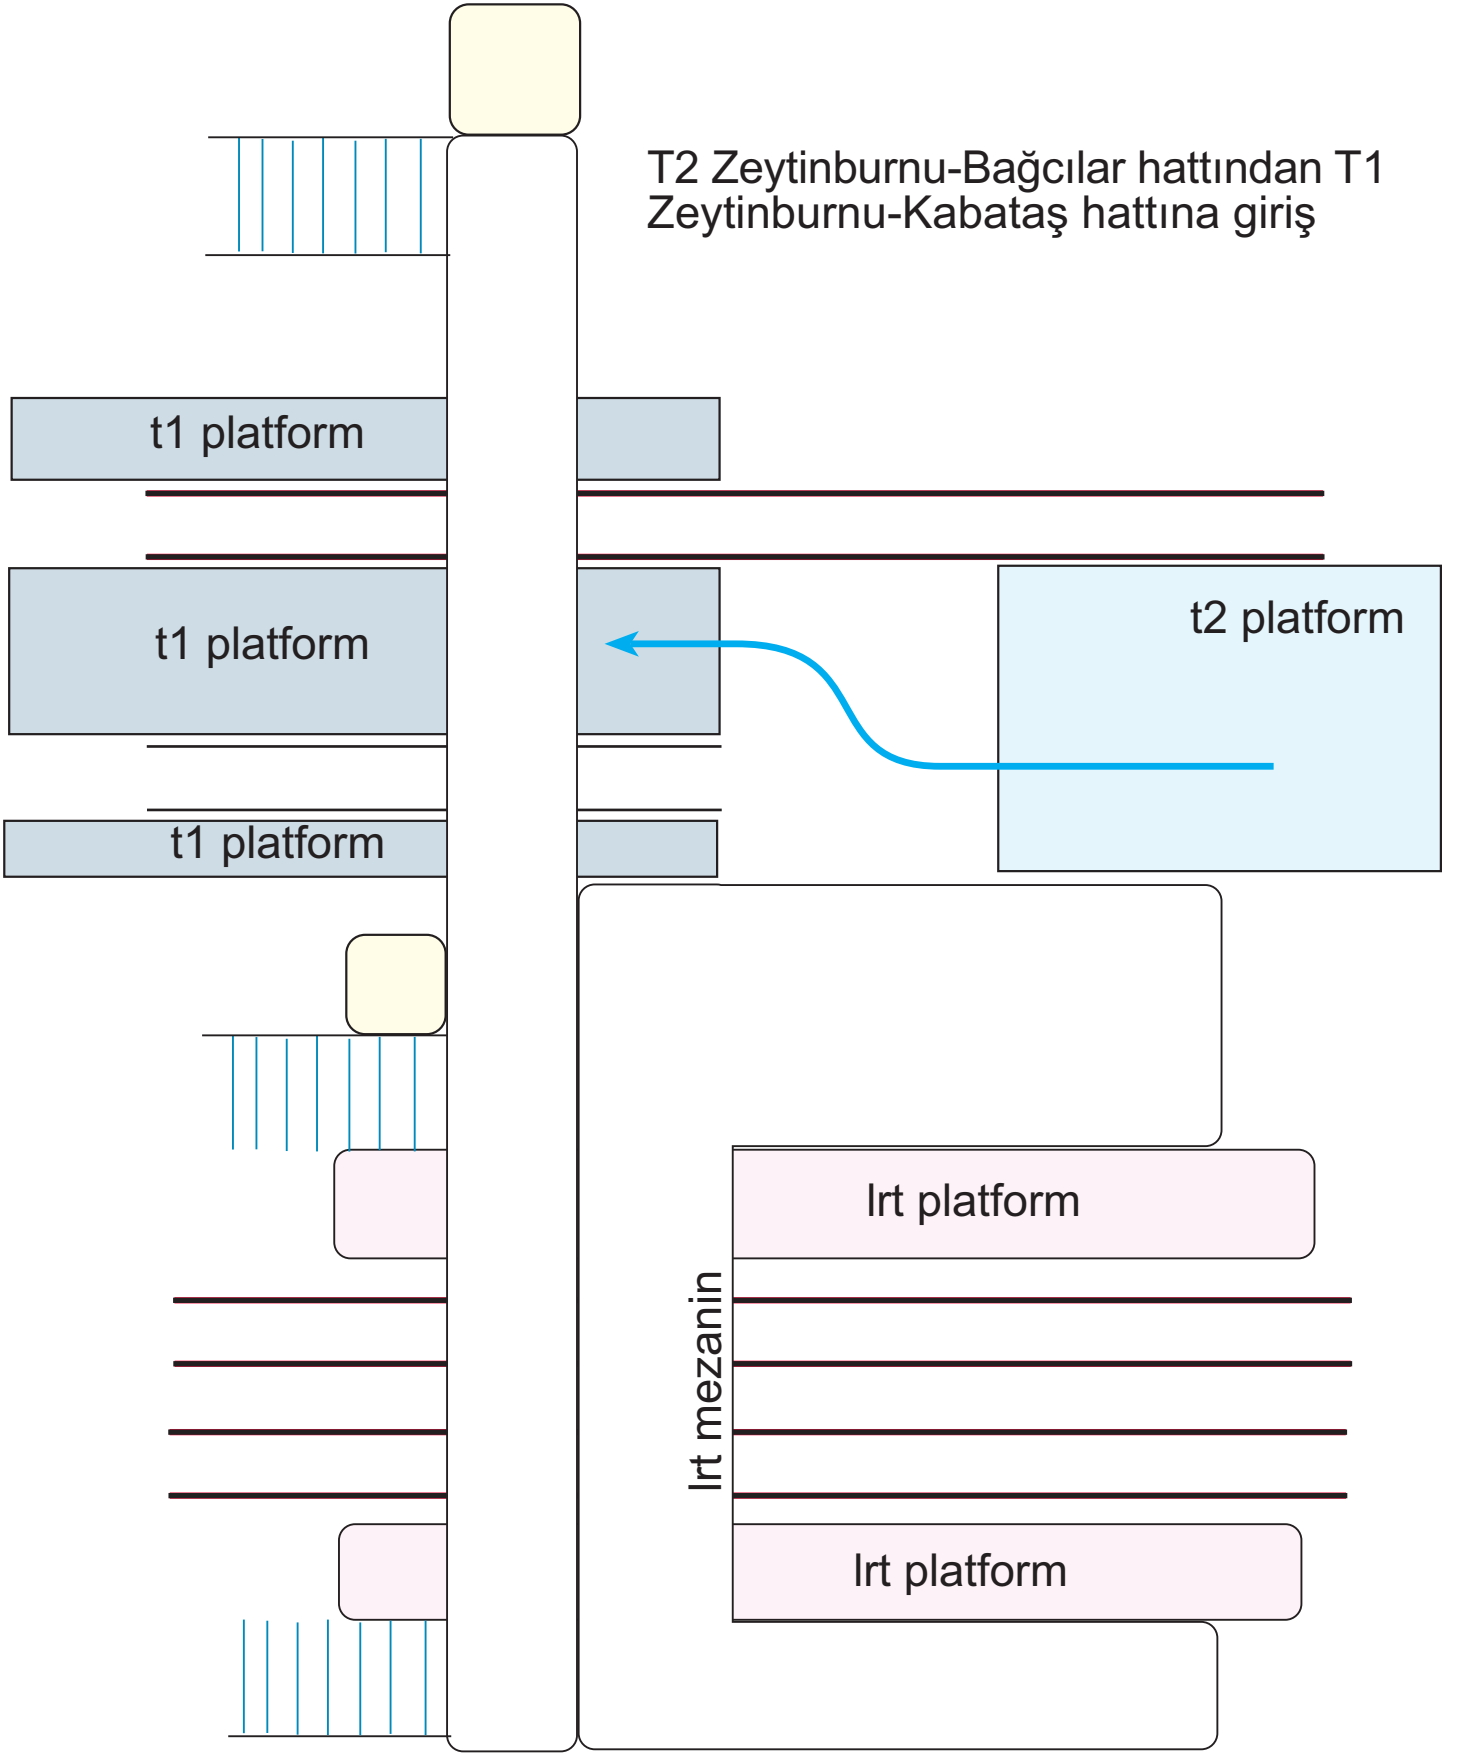 T2 Zeytinburnu-Bağcılar hattından T1
Zeytinburnu-Kabataş hattına giriş
t1 platform
t2 platform
t1 platform
t1 platform
lrt platform
lrt mezanin
lrt platform